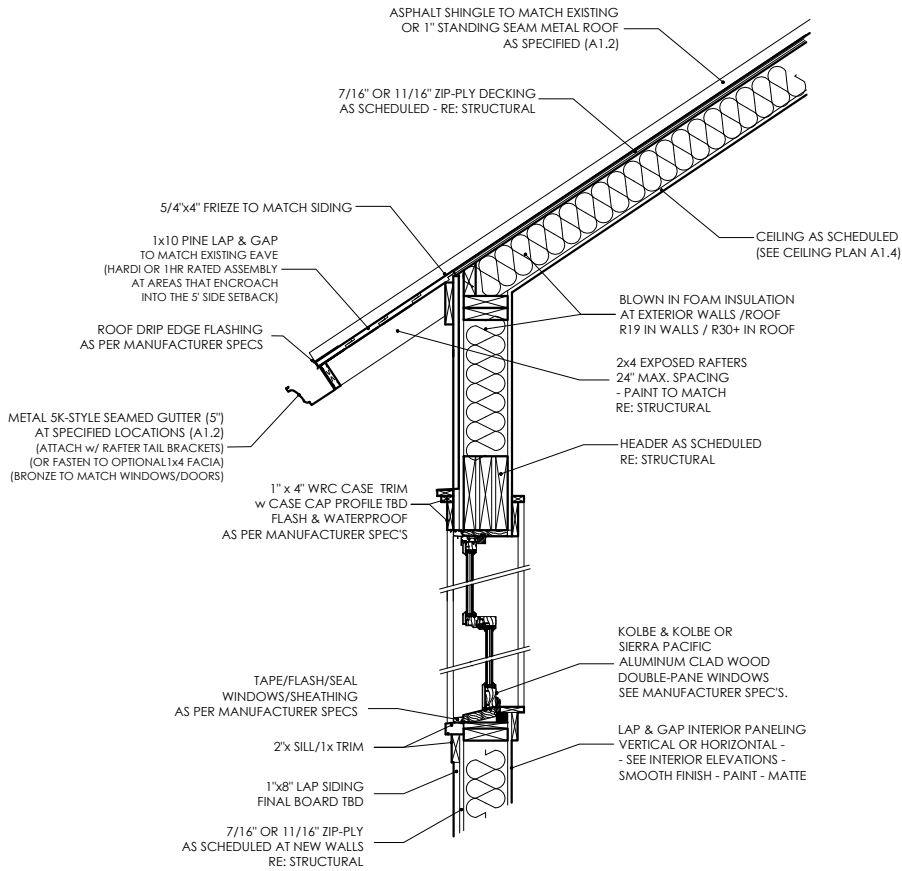 ASPHALT SHINGLE TO MATCH EXISTING
OR 1" STANDING SEAM METAL ROOF
AS SPECIFIED (A1.2)
7/16" OR 11/16" ZIP-PLY DECKING
AS SCHEDULED - RE: STRUCTURAL
5/4"x4" FRIEZE TO MATCH SIDING
1x10 PINE LAP & GAP
TO MATCH EXISTING EAVE
(HARDI OR 1HR RATED ASSEMBLY
AT AREAS THAT ENCROACH
INTO THE 5' SIDE SETBACK)
ROOF DRIP EDGE FLASHING
AS PER MANUFACTURER SPECS
METAL 5K-STYLE SEAMED GUTTER (5")
AT SPECIFIED LOCATIONS (A1.2)
(ATTACH w/ RAFTER TAIL BRACKETS)
(OR FASTEN TO OPTIONAL1x4 FACIA)
(BRONZE TO MATCH WINDOWS/DOORS)
1" x 4" WRC CASE TRIM
w CASE CAP PROFILE TBD
FLASH & WATERPROOF
AS PER MANUFACTURER SPEC'S
TAPE/FLASH/SEAL
WINDOWS/SHEATHING
AS PER MANUFACTURER SPECS
2"x SILL/1x TRIM
1"x8" LAP SIDING
FINAL BOARD TBD
7/16" OR 11/16" ZIP-PLY
AS SCHEDULED AT NEW WALLS
RE: STRUCTURAL
CEILING AS SCHEDULED
(SEE CEILING PLAN A1.4)
BLOWN IN FOAM INSULATION
AT EXTERIOR WALLS /ROOF
R19 IN WALLS / R30+ IN ROOF
2x4 EXPOSED RAFTERS
24" MAX. SPACING
- PAINT TO MATCH
RE: STRUCTURAL
HEADER AS SCHEDULED
RE: STRUCTURAL
KOLBE & KOLBE OR
SIERRA PACIFIC
ALUMINUM CLAD WOOD
DOUBLE-PANE WINDOWS
SEE MANUFACTURER SPEC'S.
LAP & GAP INTERIOR PANELING
VERTICAL OR HORIZONTAL -
- SEE INTERIOR ELEVATIONS -
SMOOTH FINISH - PAINT - MATTE